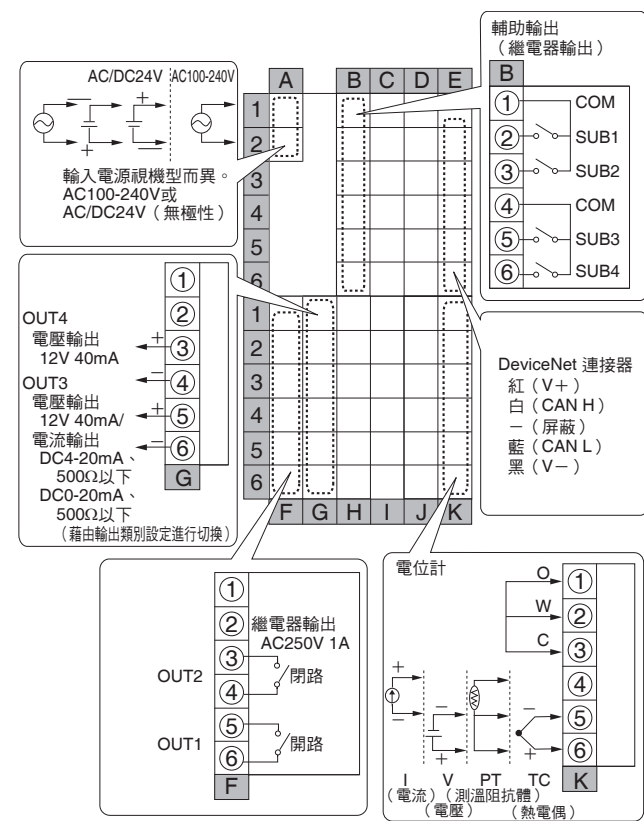 AC/DC24V AC100-240V
+
+
輸入電源視機型而異。
AC100-240V或
AC/DC24V（無極性）
A B C D E
1
2
3
4
5
6
1
2
3
4
5
6
F G H I J K
輔助輸出
（繼電器輸出）
B
① COM
② SUB1
③ SUB2
④ COM
⑤ SUB3
⑥ SUB4
①
②
OUT4
電壓輸出
12V 40mA
+ ③
− ④
OUT3
電壓輸出
12V 40mA/
+ ⑤
電流輸出
− ⑥
DC4-20mA、
500Ω以下
DC0-20mA、
500Ω以下
G
（藉由輸出類別設定進行切換）
DeviceNet 連接器
紅（V＋）
白（CAN H）
－（屏蔽）
藍（CAN L）
黑（V－）
①
②
繼電器輸出
AC250V 1A
③
OUT2 閉路
④
⑤
OUT1 開路
⑥
F
電位計
O ①
W ②
C ③
④
+ − − ⑤
− + + ⑥
I V PT TC K
（電流）（測溫阻抗體）
（電壓） （熱電偶）